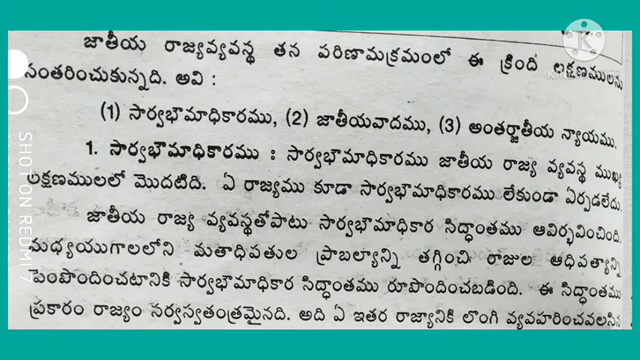 జాతీయ రాజ్యవ్యవస్థ తన పరిణామక్రమంలో ఈ క్రింది లక్షణములను
సంతరించుకున్నది. అవి :
(1) సార్వభౌమాధికారము, (2) జాతీయవాదము, (3) అంతర్జాతీయ న్యాయము.
1. సార్వభౌమాధికారము : సార్వభౌమాధికారము జాతీయ రాజ్య వ్యవస్థ ముఖ్య
లక్షణములలో మొదటిది. ఏ రాజ్యము కూడా సార్వభౌమాధికారము లేకుండా ఏర్పడలేదు.
జాతీయ రాజ్య వ్యవస్థతోపాటు సార్వభౌమాధికార సిద్ధాంతము ఆవిర్భవించింది.
మధ్యయుగాలలోని మతాధిపతుల ప్రాబల్యాన్ని తగ్గించి రాజుల ఆధిపత్యాన్ని
పెంపొందించటానికి సార్వభౌమాధికార సిద్ధాంతము రూపొందించబడింది. ఈ సిద్ధాంతము
ప్రకారం రాజ్యం సర్వస్వతంత్రమైనది. అది ఏ ఇతర రాజ్యానికి లొంగి వ్యవహరించవలసిన
SHOT ON REDMI 7